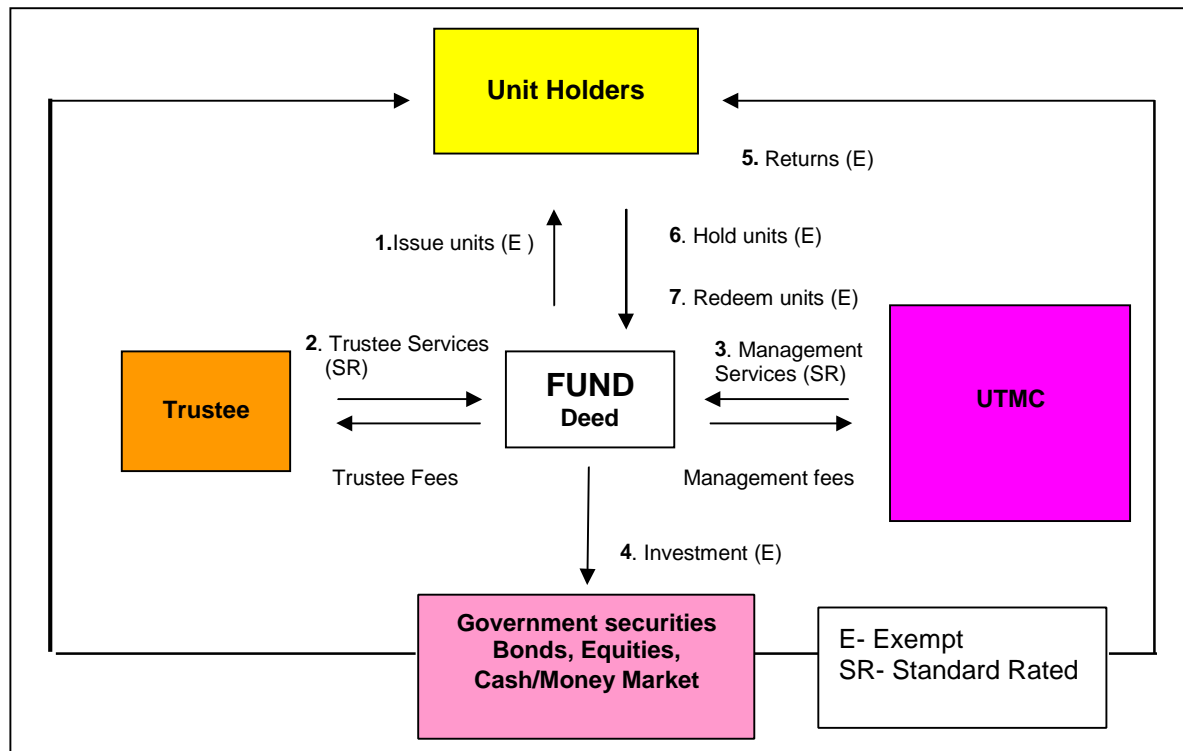 Unit Holders
5. Returns (E)
1.Issue units (E )
6. Hold units (E)
7. Redeem units (E)
2. Trustee Services
(SR)
3. Management
Services (SR)
Trustee
FUND
Deed
UTMC
Trustee Fees
Management fees
4. Investment (E)
Government securities
Bonds, Equities,
Cash/Money Market
E- Exempt
SR- Standard Rated